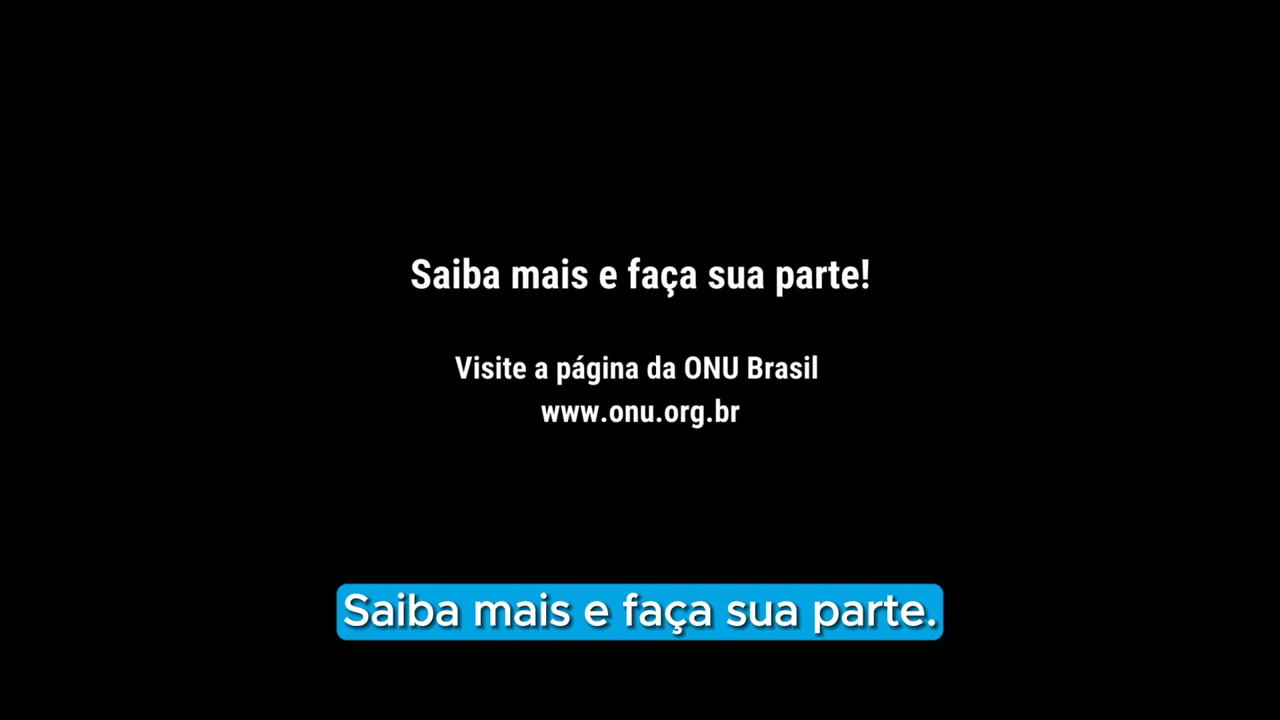 Saiba mais e faça sua parte!
Visite a página da ONU Brasil
www.onu.org.br
Saiba mais e faça sua parte.